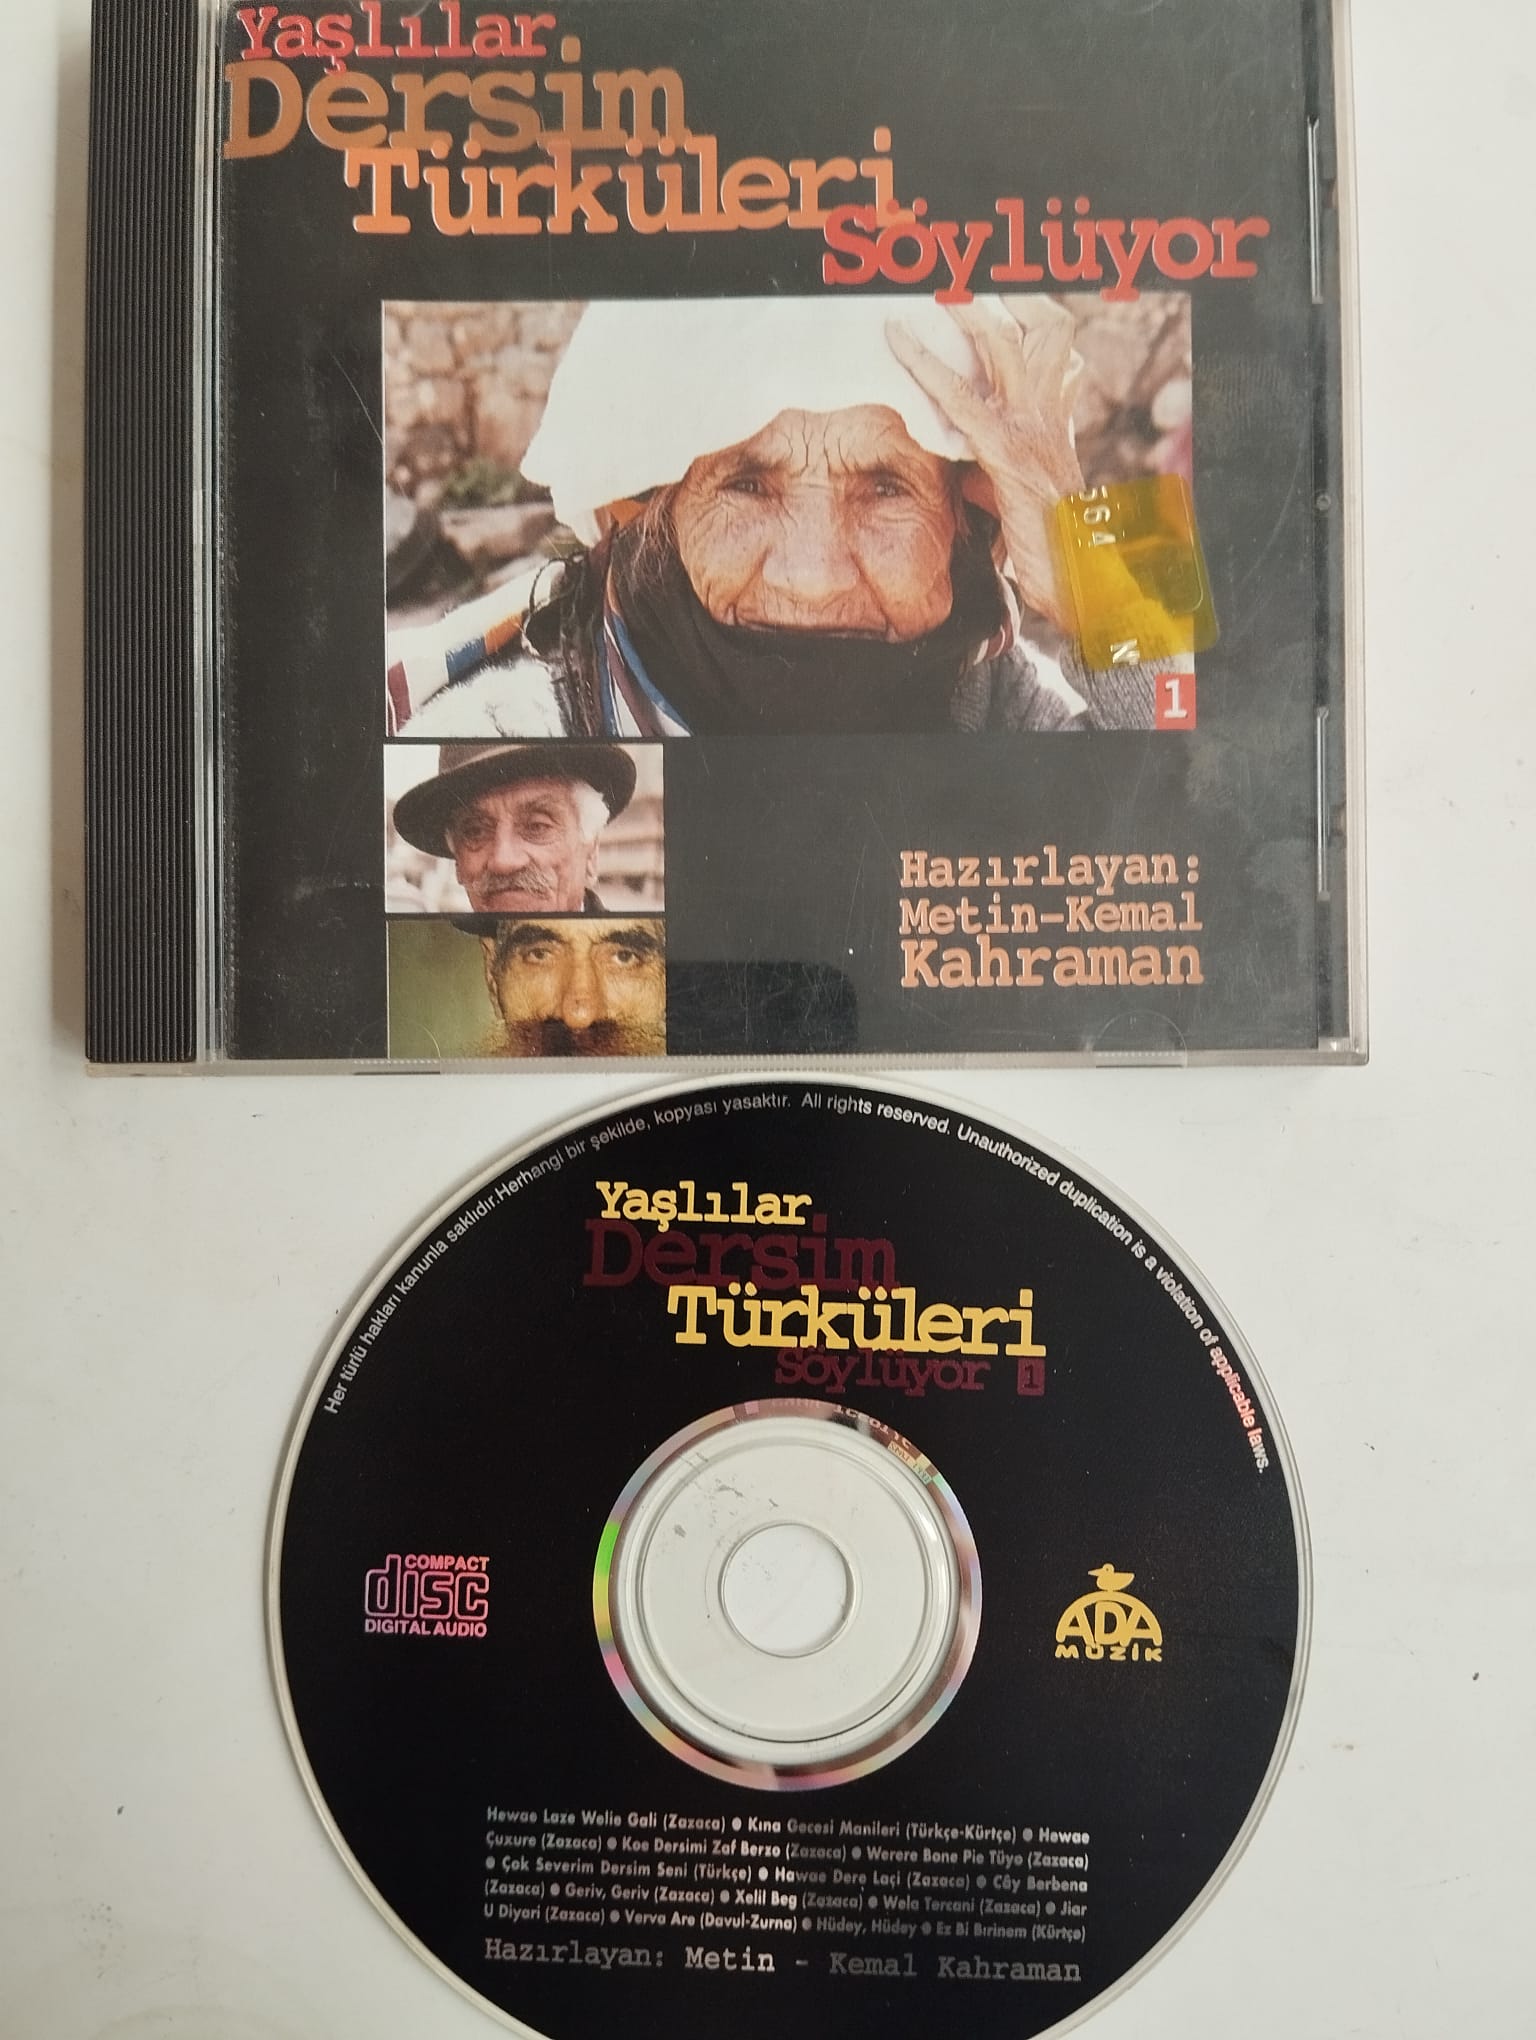 Yaşlılar
Dersim
Türküleri
Söylüyor
1
Hazırlayan:
Metin-Kemal
Kahraman
Her türlü hakları kanunla saklıdır.Herhangi bir şekilde, kopyası yasaktır. All rights reserved. Unauthorized duplication is a violation of applicable laws.
Yaşlılar
Dersim
Türküleri
Söylüyor 1
COMPACT
disc
DIGITAL AUDIO
ADA
MÜZİK
Hewae Laze Welie Gali (Zazaca) ● Kına Gecesi Manileri (Türkçe-Kürtçe) ● Hewae
Çuxure (Zazaca) ● Koe Dersimi Zaf Berzo (Zazaca) ● Werere Bone Pie Tüyo (Zazaca)
● Çok Severim Dersim Seni (Türkçe) ● Hawae Dere Laçi (Zazaca) ● Cêy Berbena
(Zazaca) ● Geriv, Geriv (Zazaca) ● Xelil Beg (Zazaca) ● Wela Tercani (Zazaca) ● Jiar
U Diyari (Zazaca) ● Verva Are (Davul-Zurna) ● Hüdey, Hüdey ● Ez Bi Bırinem (Kürtçe)
Hazırlayan: Metin - Kemal Kahraman